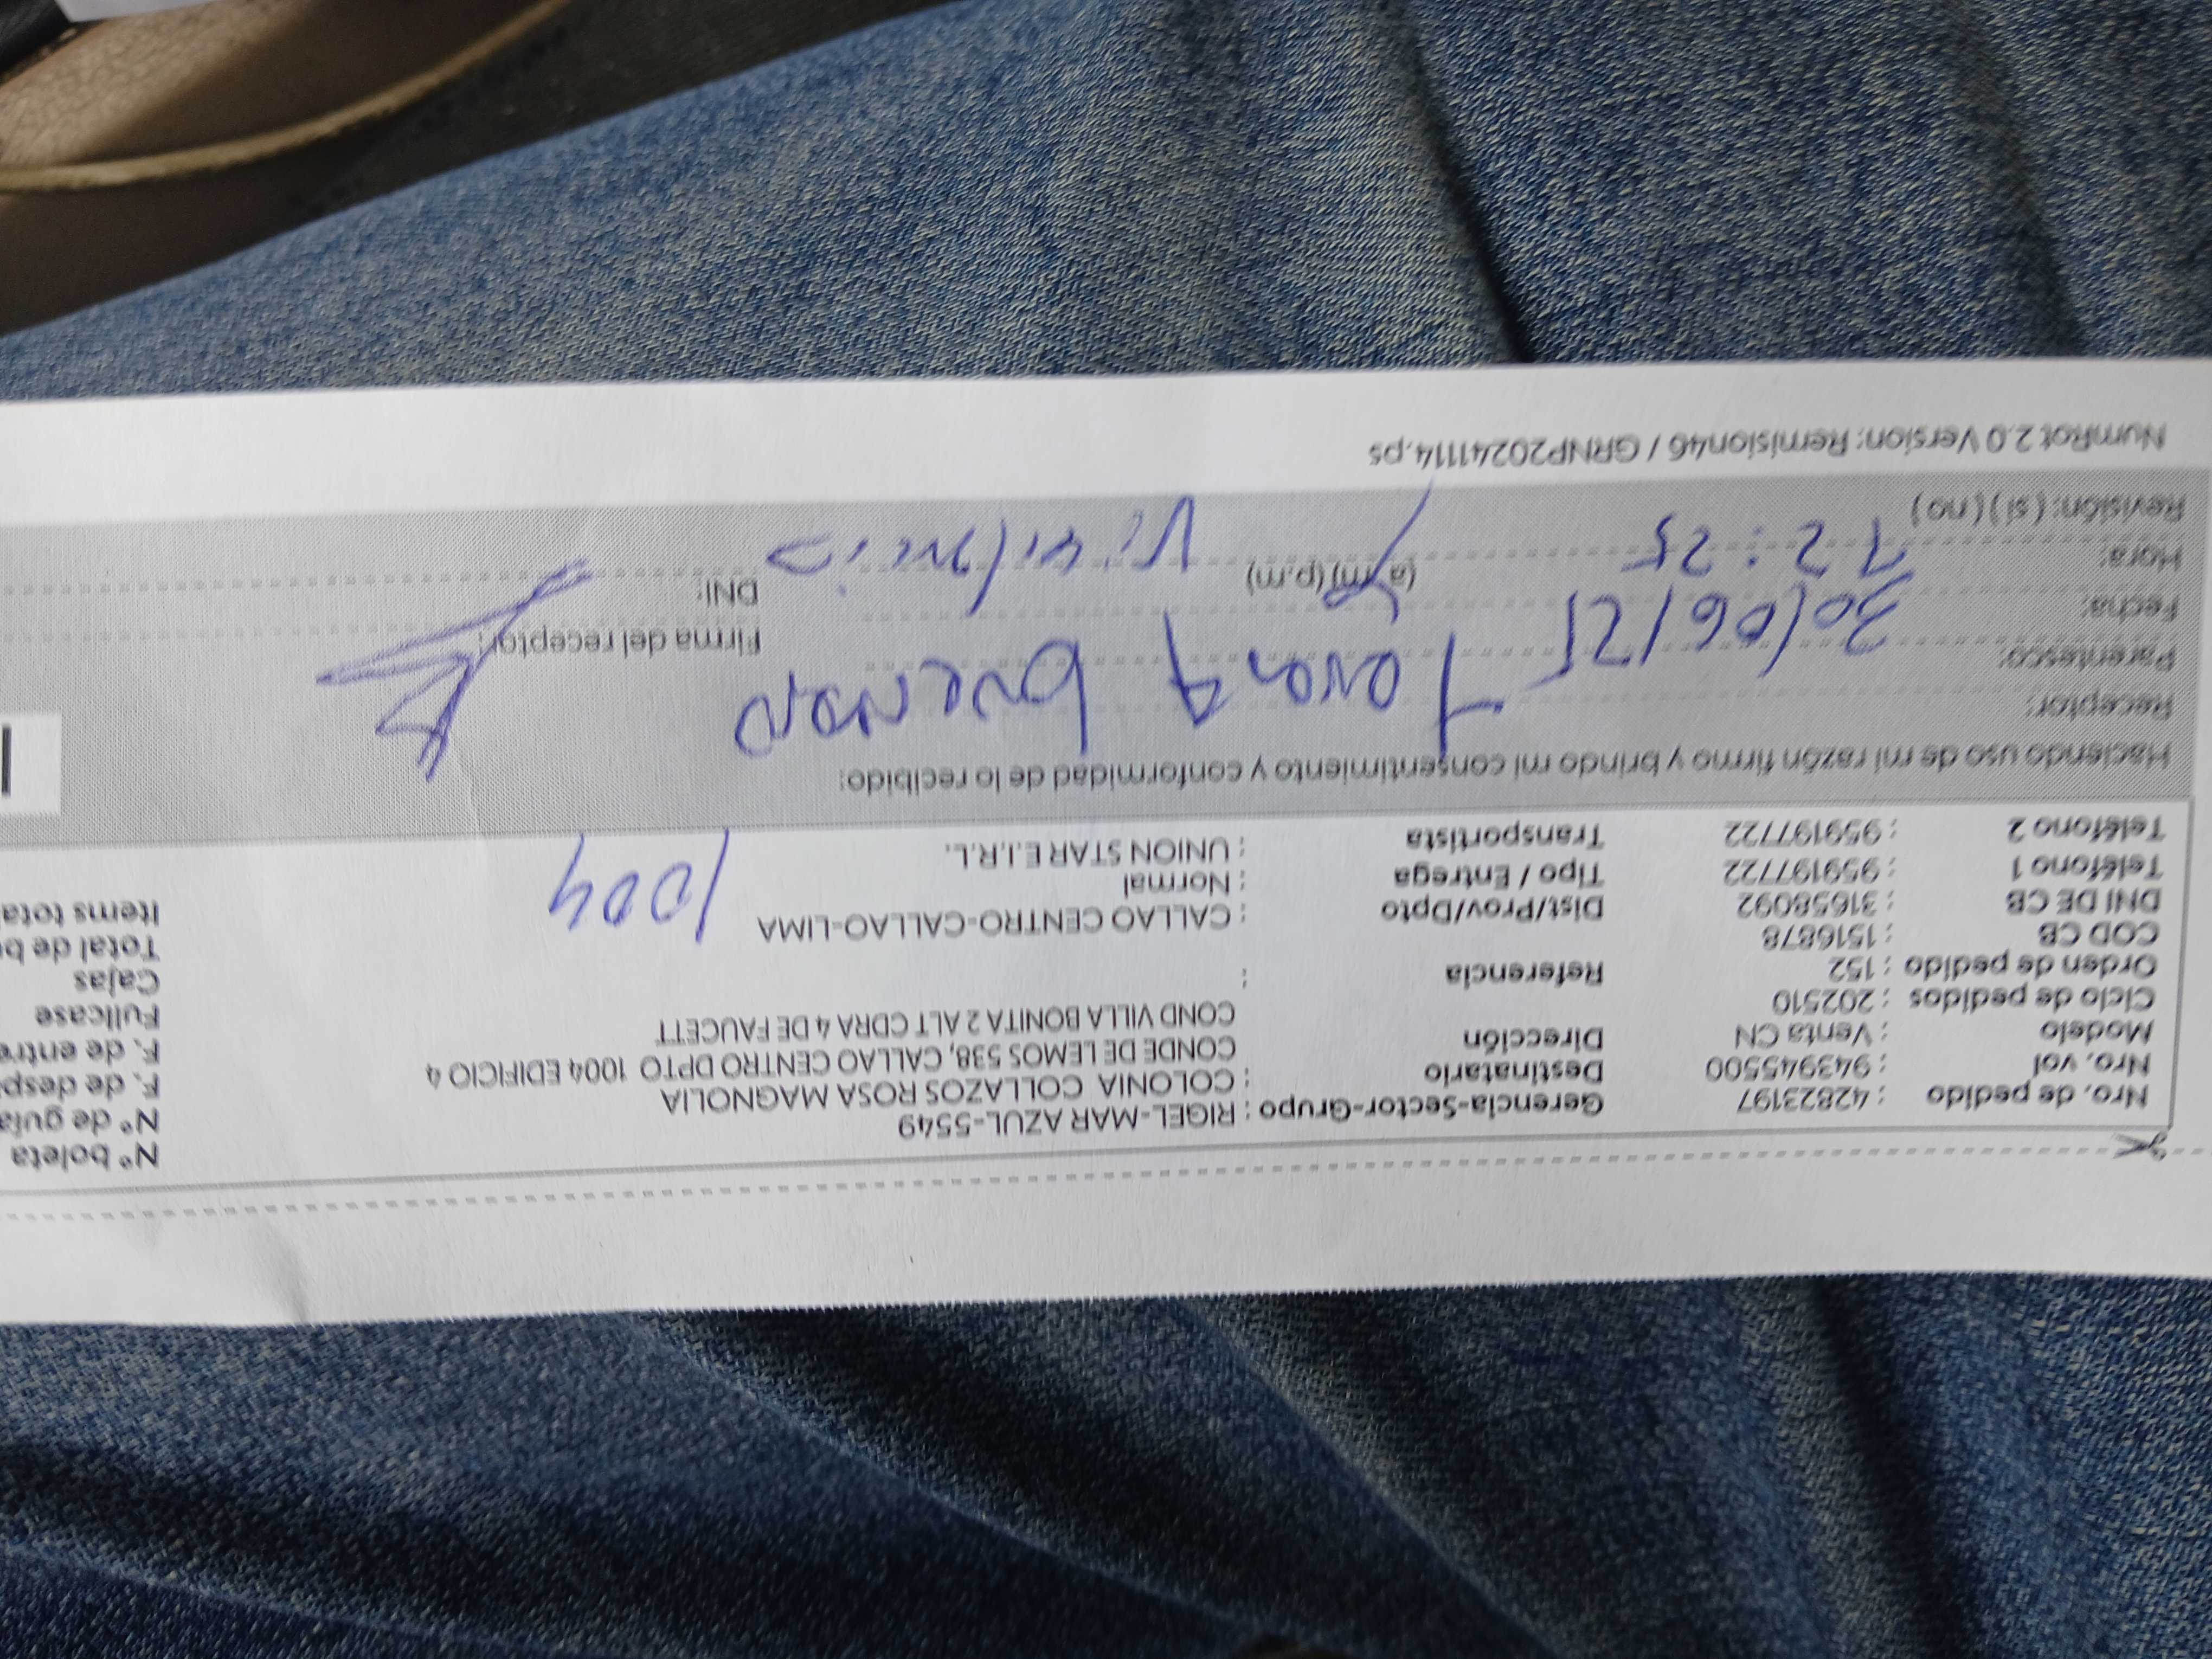 Nro. de pedido : 42823197 Gerencia-Sector-Grupo : RIGEL-MAR AZUL-5549 N° boleta
Nro. vol : 943945500 Destinatario : COLONIA COLLAZOS ROSA MAGNOLIA N° de guía
Modelo : Venta CN Dirección CONDE DE LEMOS 538, CALLAO CENTRO DPTO 1004 EDIFICIO 4 F. de desp
Ciclo de pedidos : 202510 COND VILLA BONITA 2 ALT CDRA 4 DE FAUCETT F. de entre
Orden de pedido : 152 Referencia : Fullcase
COD CB : 1516878 Cajas
DNI DE CB : 31658092 Dist/Prov/Dpto : CALLAO CENTRO-CALLAO-LIMA 1004 Total de b
Teléfono 1 : 959197722 Tipo / Entrega : Normal Items tota
Teléfono 2 : 959197722 Transportista : UNION STAR E.I.R.L.
Haciendo uso de mi razón firmo y brindo mi consentimiento y conformidad de lo recibido:
Receptor:
Parentesco: Firma del receptor:
Fecha: 30/06/25
Hora: 12:25 (a.m)(p.m) DNI:
Revisión: (si) (no)
NumRot 2.0 Version: Remision46 / GRNP20241114.ps